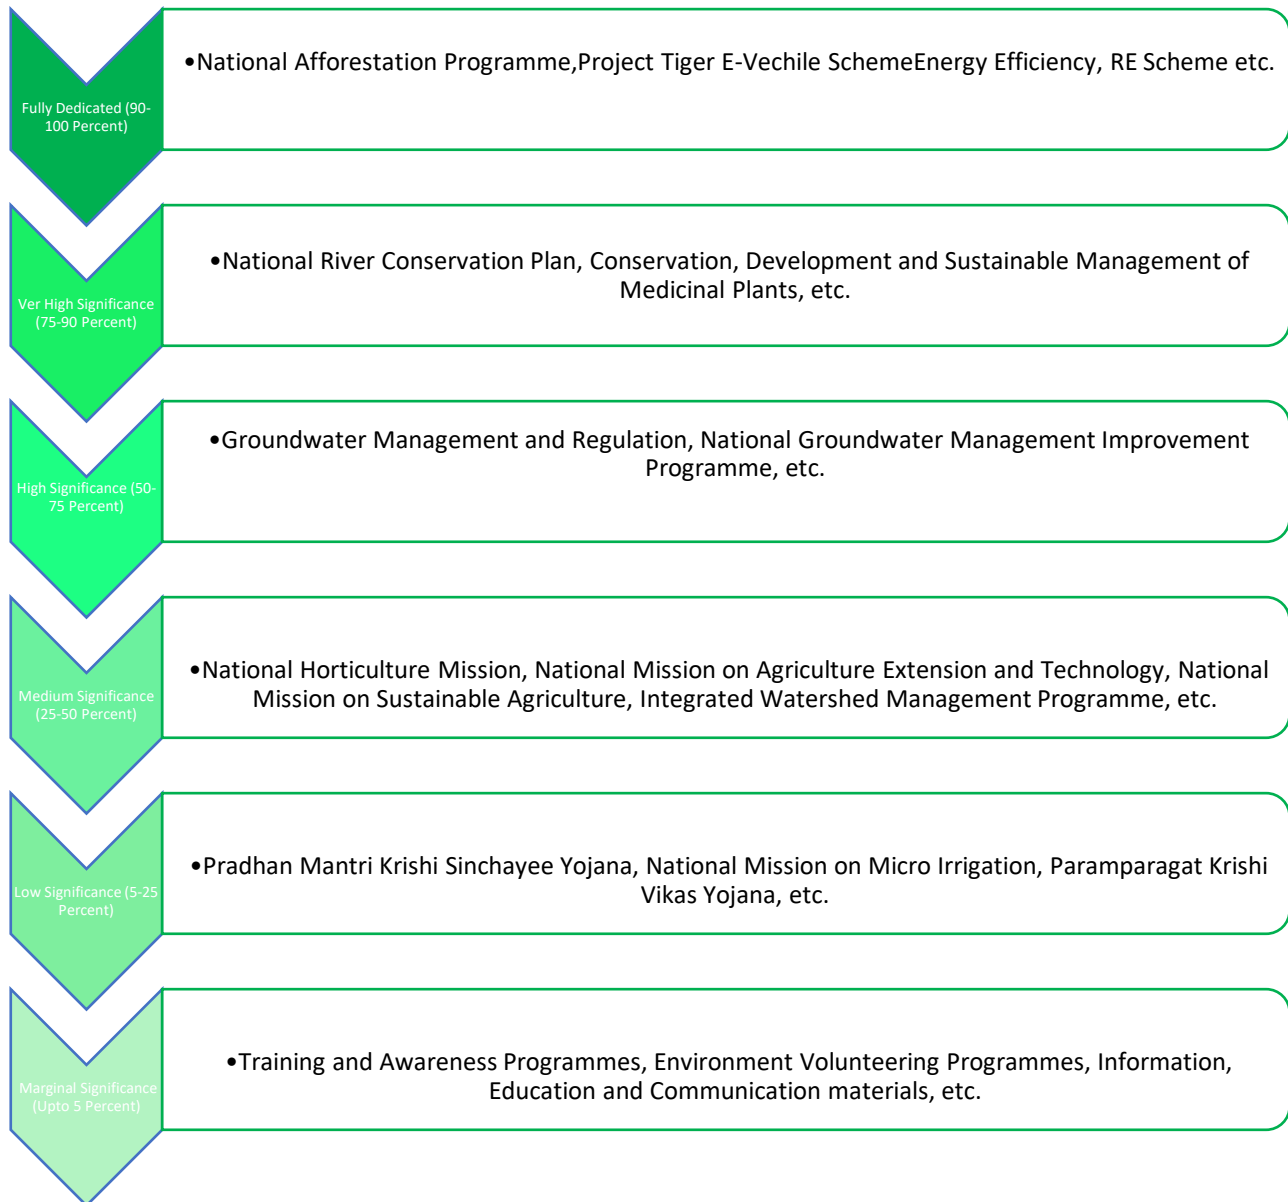 Fully Dedicated (90-
100 Percent)
•National Afforestation Programme,Project Tiger E-Vechile SchemeEnergy Efficiency, RE Scheme etc.
Ver High Significance
(75-90 Percent)
•National River Conservation Plan, Conservation, Development and Sustainable Management of
Medicinal Plants, etc.
High Significance (50-
75 Percent)
•Groundwater Management and Regulation, National Groundwater Management Improvement
Programme, etc.
Medium Significance
(25-50 Percent)
•National Horticulture Mission, National Mission on Agriculture Extension and Technology, National
Mission on Sustainable Agriculture, Integrated Watershed Management Programme, etc.
Low Significance (5-25
Percent)
•Pradhan Mantri Krishi Sinchayee Yojana, National Mission on Micro Irrigation, Paramparagat Krishi
Vikas Yojana, etc.
Marginal Significance
(Upto 5 Percent)
•Training and Awareness Programmes, Environment Volunteering Programmes, Information,
Education and Communication materials, etc.